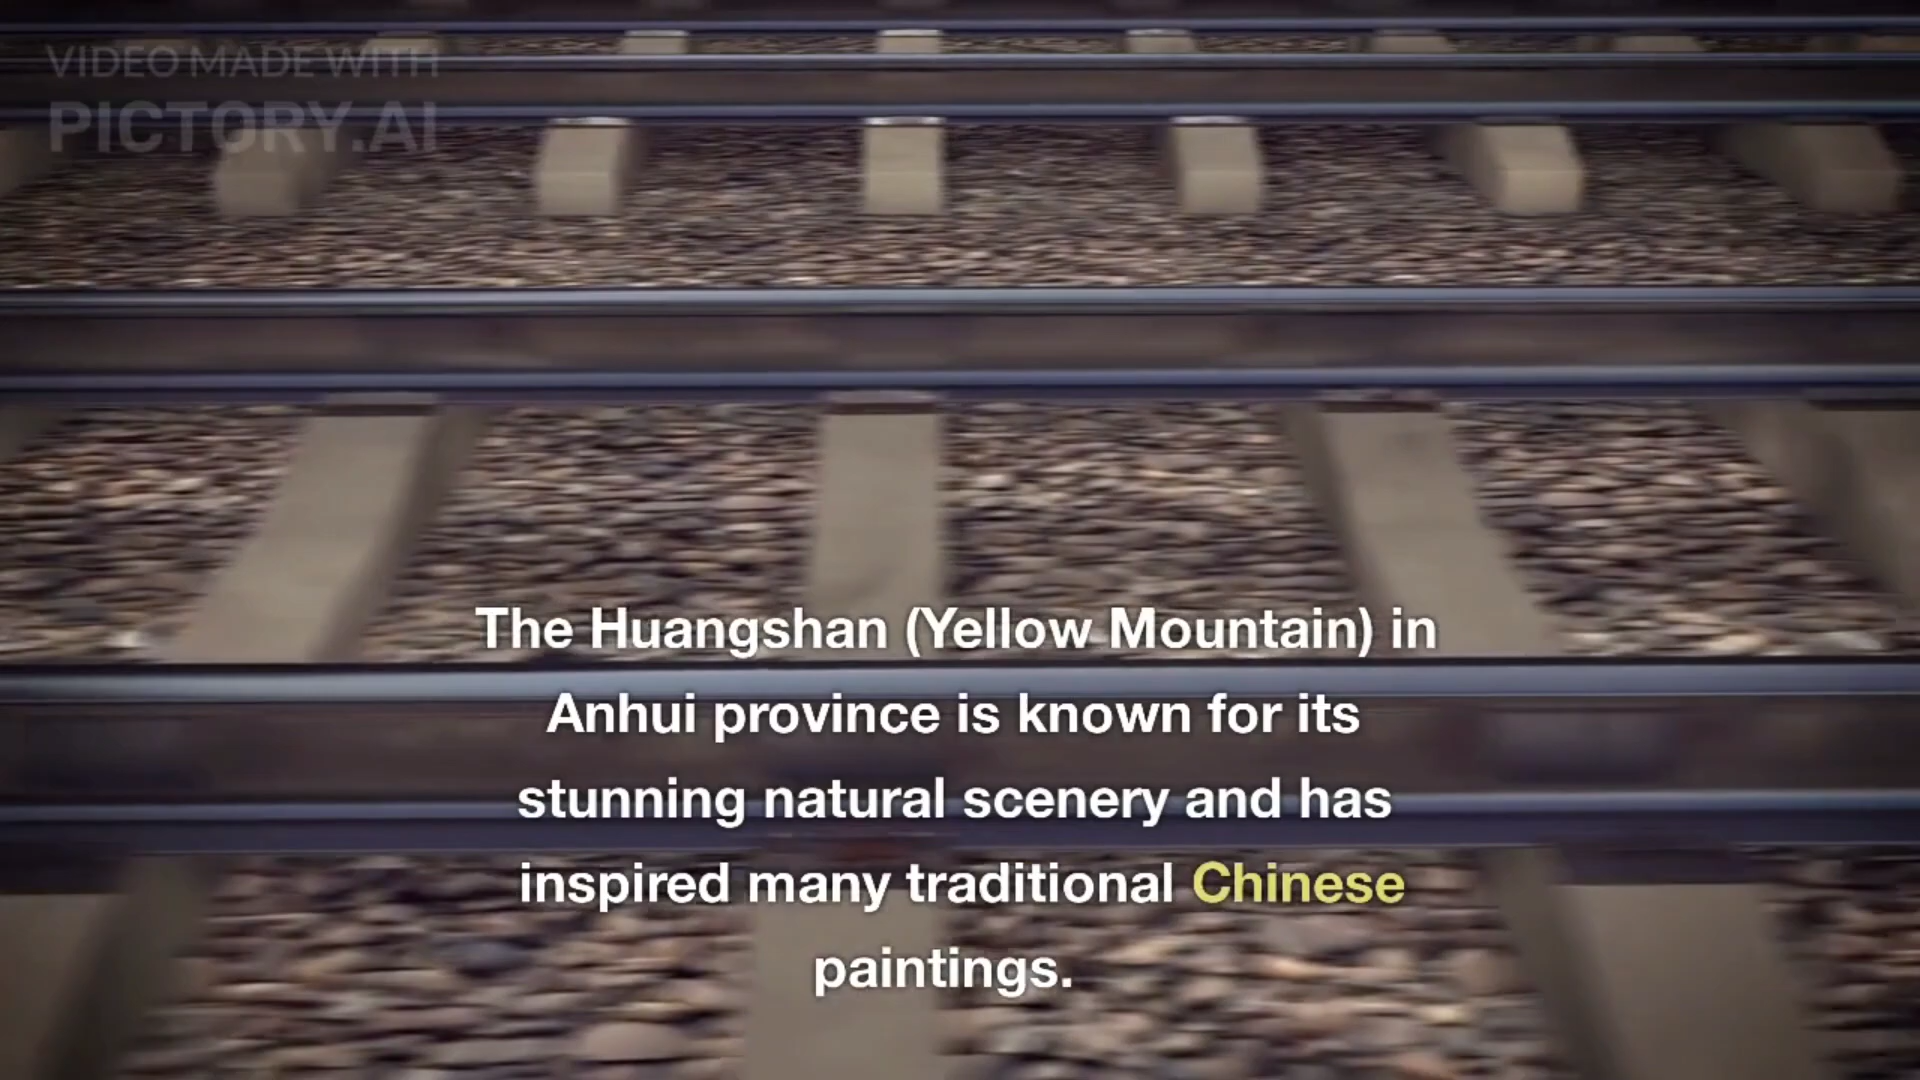 VIDEO MADE WITH
PICTORY.AI
The Huangshan (Yellow Mountain) in
Anhui province is known for its
stunning natural scenery and has
inspired many traditional Chinese
paintings.